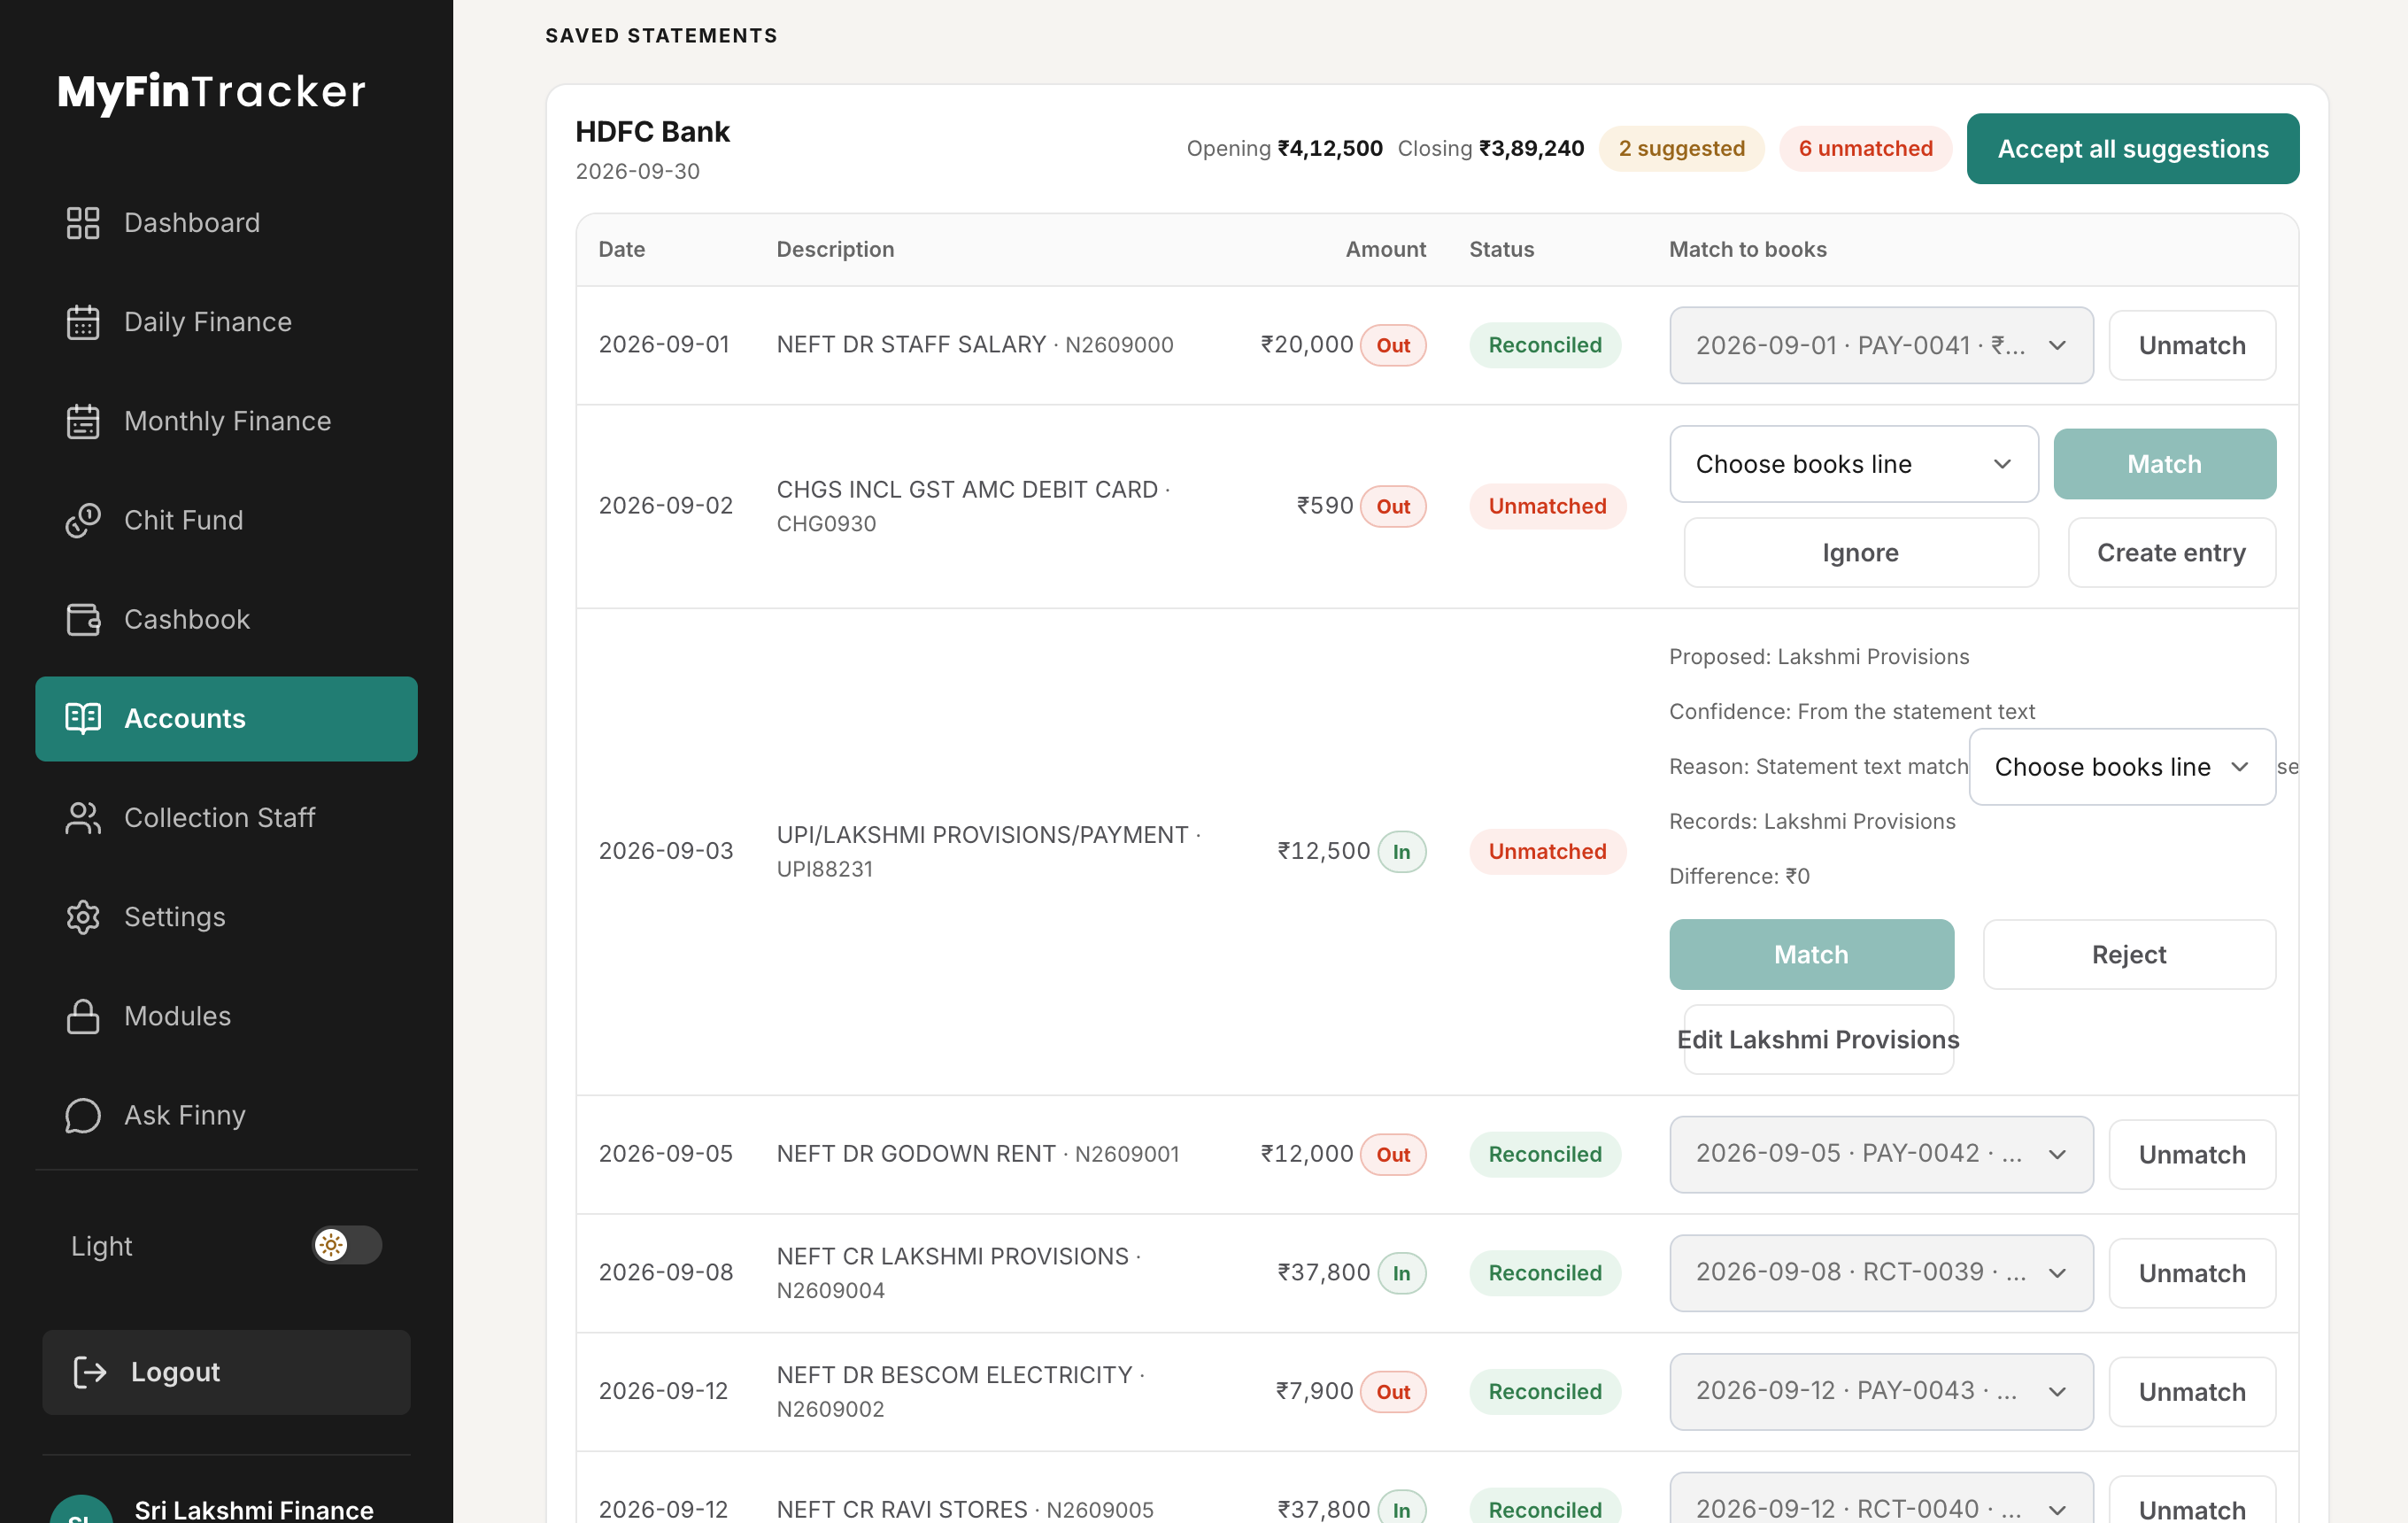 MyFinTracker
Dashboard
Daily Finance
Monthly Finance
Chit Fund
Cashbook
Accounts
Collection Staff
Settings
Modules
Ask Finny
Light
Logout
Sri Lakshmi Finance
SAVED STATEMENTS
HDFC Bank
2026-09-30
Opening ₹4,12,500 Closing ₹3,89,240 2 suggested 6 unmatched Accept all suggestions
Date Description Amount Status Match to books
2026-09-01 NEFT DR STAFF SALARY · N2609000 ₹20,000 Out Reconciled 2026-09-01 · PAY-0041 · ₹... Unmatch
2026-09-02 CHGS INCL GST AMC DEBIT CARD ·
CHG0930
₹590 Out Unmatched Choose books line Match
Ignore Create entry
2026-09-03 UPI/LAKSHMI PROVISIONS/PAYMENT ·
UPI88231
₹12,500 In Unmatched
Proposed: Lakshmi Provisions
Confidence: From the statement text
Reason: Statement text match Choose books line se
Records: Lakshmi Provisions
Difference: ₹0
Match Reject
Edit Lakshmi Provisions
2026-09-05 NEFT DR GODOWN RENT · N2609001 ₹12,000 Out Reconciled 2026-09-05 · PAY-0042 · ... Unmatch
2026-09-08 NEFT CR LAKSHMI PROVISIONS ·
N2609004
₹37,800 In Reconciled 2026-09-08 · RCT-0039 · ... Unmatch
2026-09-12 NEFT DR BESCOM ELECTRICITY ·
N2609002
₹7,900 Out Reconciled 2026-09-12 · PAY-0043 · ... Unmatch
2026-09-12 NEFT CR RAVI STORES · N2609005 ₹37,800 In Reconciled 2026-09-12 · RCT-0040 · ... Unmatch